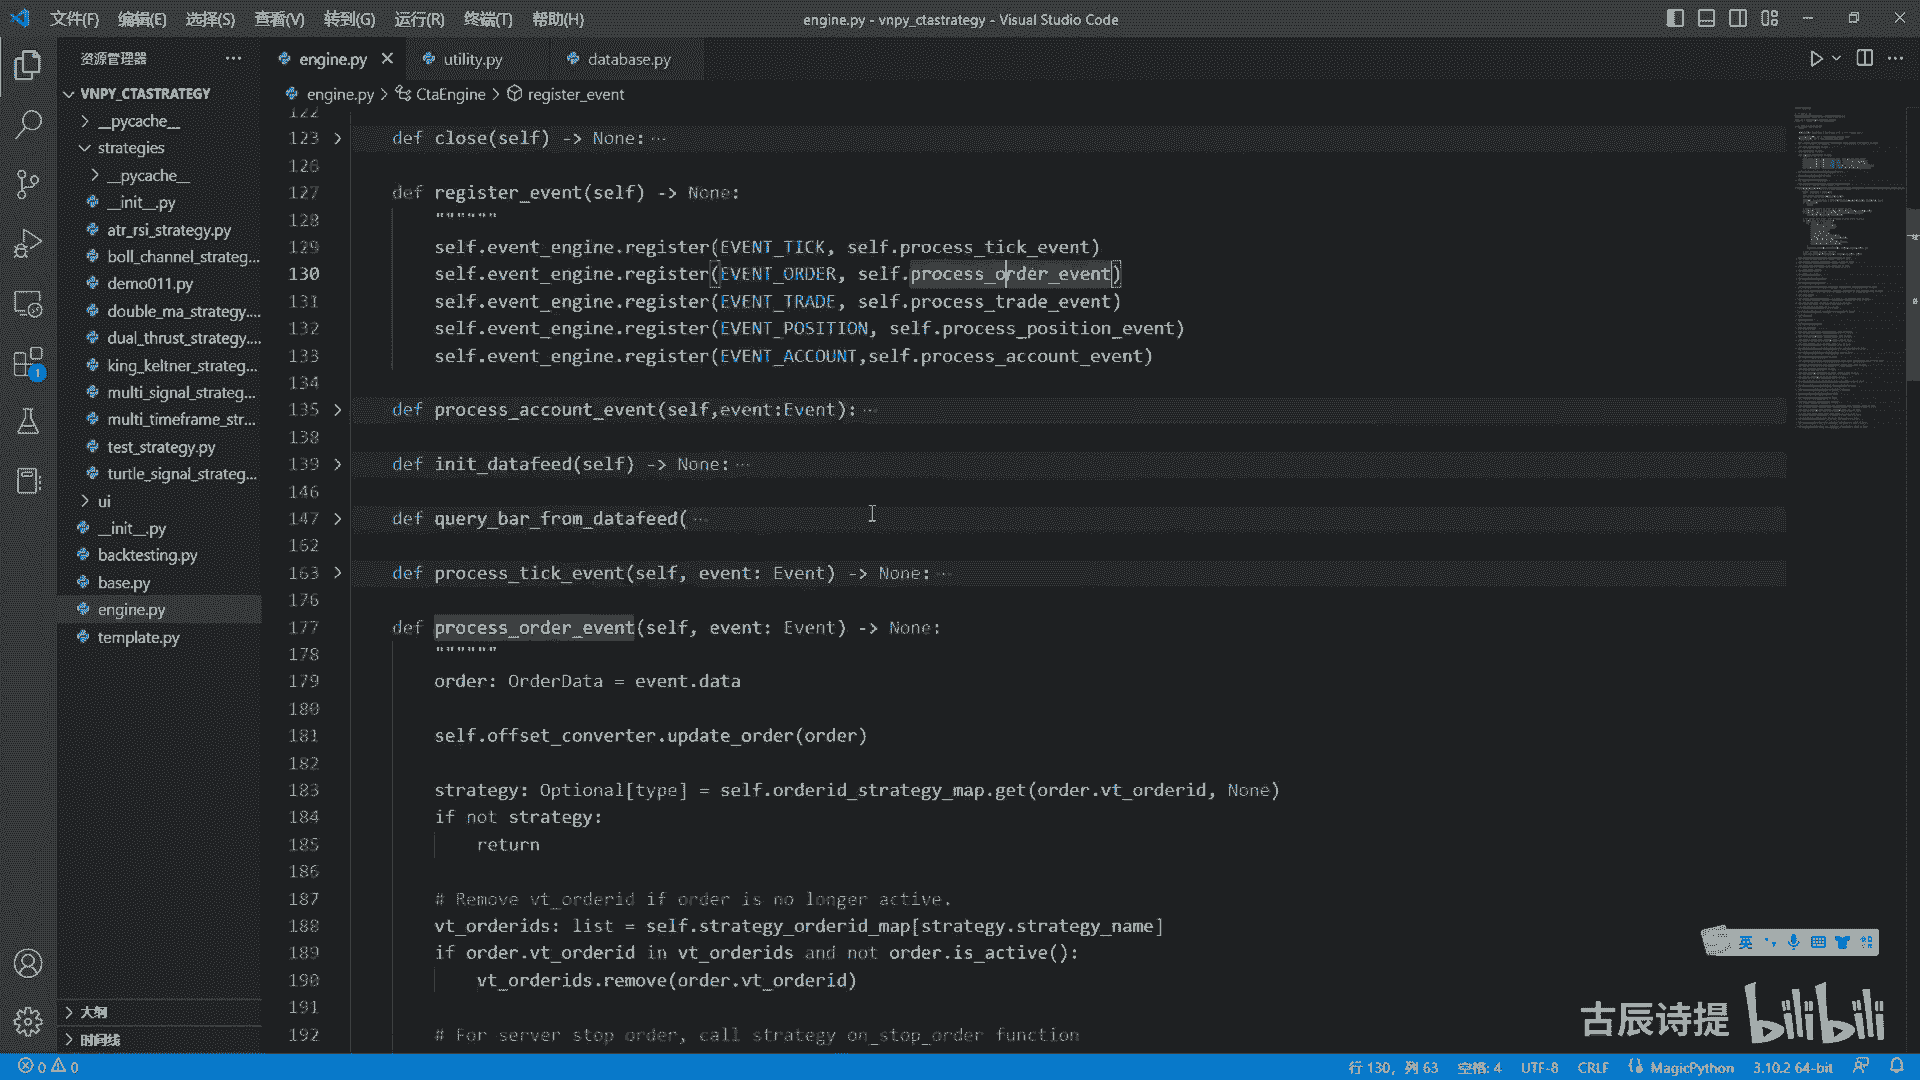 文件(F) 编辑(E) 选择(S) 查看(V) 转到(G) 运行(R) 终端(T) 帮助(H)
engine.py - vnpy_ctastrategy - Visual Studio Code
资源管理器
VNPY_CTASTRATEGY
__pycache__
strategies
__pycache__
__init__.py
atr_rsi_strategy.py
boll_channel_strateg...
demo011.py
double_ma_strategy....
dual_thrust_strategy....
king_keltner_strateg...
multi_signal_strateg...
multi_timeframe_str...
test_strategy.py
turtle_signal_strateg...
ui
__init__.py
backtesting.py
base.py
engine.py
template.py
大纲
时间线
1
engine.py utility.py database.py
engine.py > CtaEngine > register_event
122
123 def close(self) -> None: ...
126
127 def register_event(self) -> None:
128 """"""
129 self.event_engine.register(EVENT_TICK, self.process_tick_event)
130 self.event_engine.register(EVENT_ORDER, self.process_order_event)
131 self.event_engine.register(EVENT_TRADE, self.process_trade_event)
132 self.event_engine.register(EVENT_POSITION, self.process_position_event)
133 self.event_engine.register(EVENT_ACCOUNT,self.process_account_event)
134
135 def process_account_event(self,event:Event): ...
138
139 def init_datafeed(self) -> None: ...
146
147 def query_bar_from_datafeed( ...
162
163 def process_tick_event(self, event: Event) -> None: ...
176
177 def process_order_event(self, event: Event) -> None:
178 """"""
179 order: OrderData = event.data
180
181 self.offset_converter.update_order(order)
182
183 strategy: Optional[type] = self.orderid_strategy_map.get(order.vt_orderid, None)
184 if not strategy:
185 return
186
187 # Remove vt_orderid if order is no longer active.
188 vt_orderids: list = self.strategy_orderid_map[strategy.strategy_name]
189 if order.vt_orderid in vt_orderids and not order.is_active():
190 vt_orderids.remove(order.vt_orderid)
191
192 # For server stop order, call strategy on_stop_order function
英
古辰诗提 bilibili
0 0
行 130，列 63 空格: 4 UTF-8 CRLF MagicPython 3.10.2 64-bit